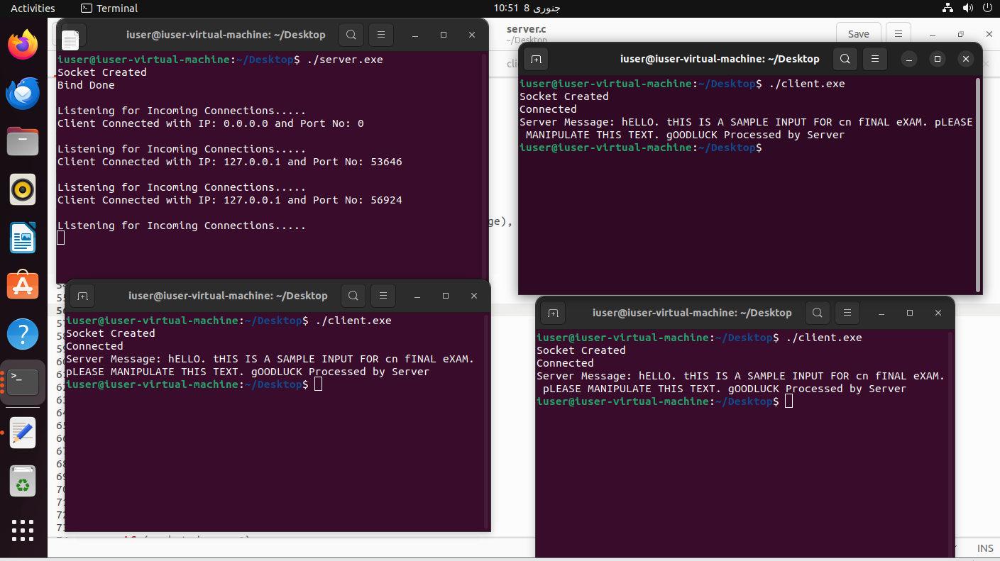 Activities
Terminal
10:51 8 جنوری
iuser@iuser-virtual-machine: ~/Desktop
iuser@iuser-virtual-machine:~/Desktop$ ./server.exe
Socket Created
Bind Done
Listening for Incoming Connections.....
Client Connected with IP: 0.0.0.0 and Port No: 0
Listening for Incoming Connections.....
Client Connected with IP: 127.0.0.1 and Port No: 53646
Listening for Incoming Connections.....
Client Connected with IP: 127.0.0.1 and Port No: 56924
Listening for Incoming Connections.....
server.c
~/Desktop
Save
iuser@iuser-virtual-machine: ~/Desktop
iuser@iuser-virtual-machine:~/Desktop$ ./client.exe
Socket Created
Connected
Server Message: hELLO. tHIS IS A SAMPLE INPUT FOR cn fINAL eXAM. pLEASE
MANIPULATE THIS TEXT. gOODLUCK Processed by Server
iuser@iuser-virtual-machine:~/Desktop$
ge),
iuser@iuser-virtual-machine: ~/Desktop
iuser@iuser-virtual-machine:~/Desktop$ ./client.exe
Socket Created
Connected
Server Message: hELLO. tHIS IS A SAMPLE INPUT FOR cn fINAL eXAM.
pLEASE MANIPULATE THIS TEXT. gOODLUCK Processed by Server
iuser@iuser-virtual-machine:~/Desktop$
iuser@iuser-virtual-machine: ~/Desktop
iuser@iuser-virtual-machine:~/Desktop$ ./client.exe
Socket Created
Connected
Server Message: hELLO. tHIS IS A SAMPLE INPUT FOR cn fINAL eXAM.
pLEASE MANIPULATE THIS TEXT. gOODLUCK Processed by Server
iuser@iuser-virtual-machine:~/Desktop$
INS